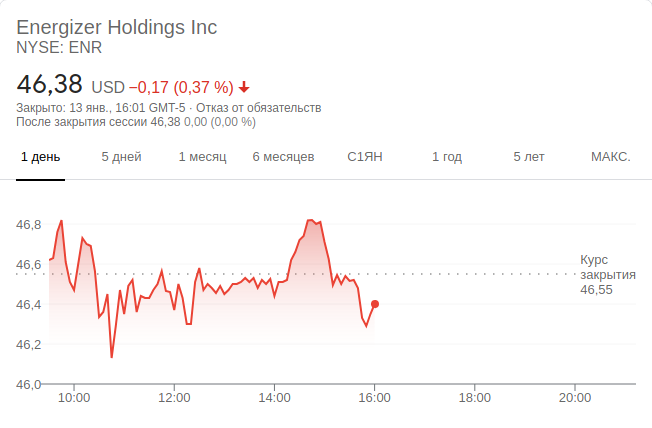 Energizer Holdings Inc
NYSE: ENR
46,38 USD −0,17 (0,37 %)
Закрыто: 13 янв., 16:01 GMT-5 · Отказ от обязательств
После закрытия сессии 46,38 0,00 (0,00 %)
1 день 5 дней 1 месяц 6 месяцев С1ЯН 1 год 5 лет МАКС.
46,8
46,6
46,4
46,2
46,0
Курс
закрытия
46,55
10:00 12:00 14:00 16:00 18:00 20:00